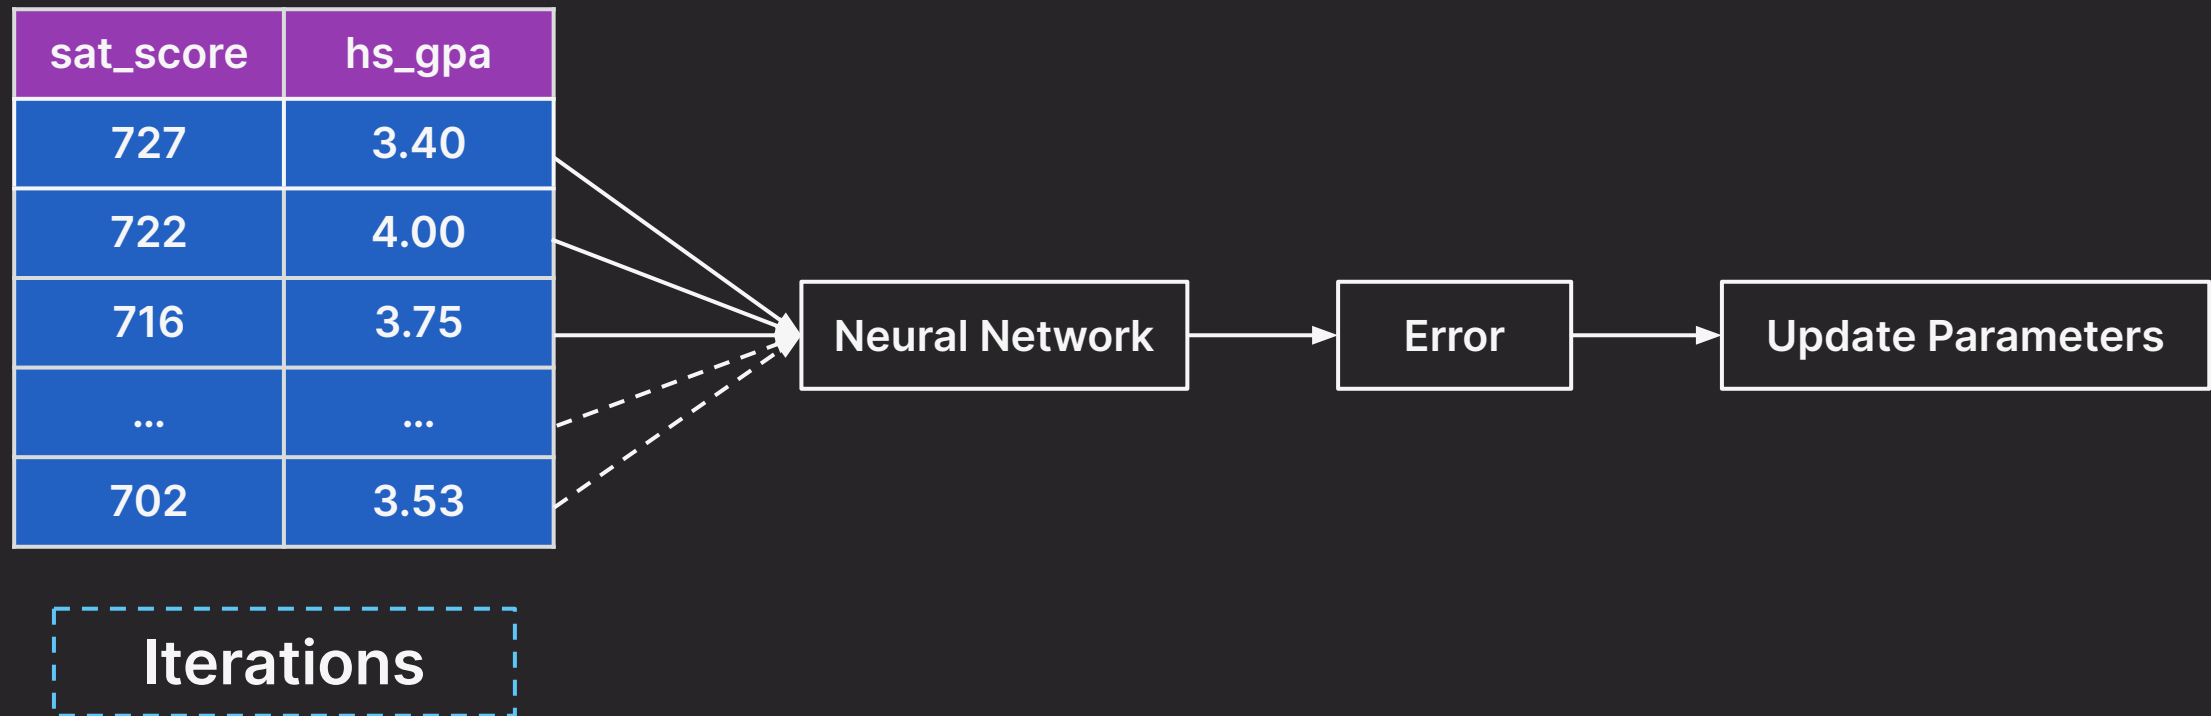 sat_score hs_gpa
727 3.40
722 4.00
716 3.75
... ...
702 3.53
Neural Network
Error
Update Parameters
Iterations